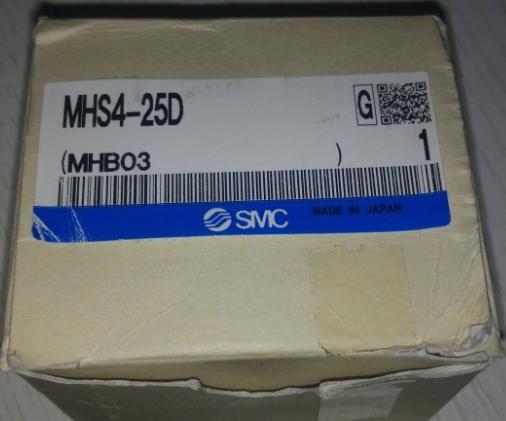 MHS4-25D G
(MHB03 ) 1
SMC MADE IN JAPAN